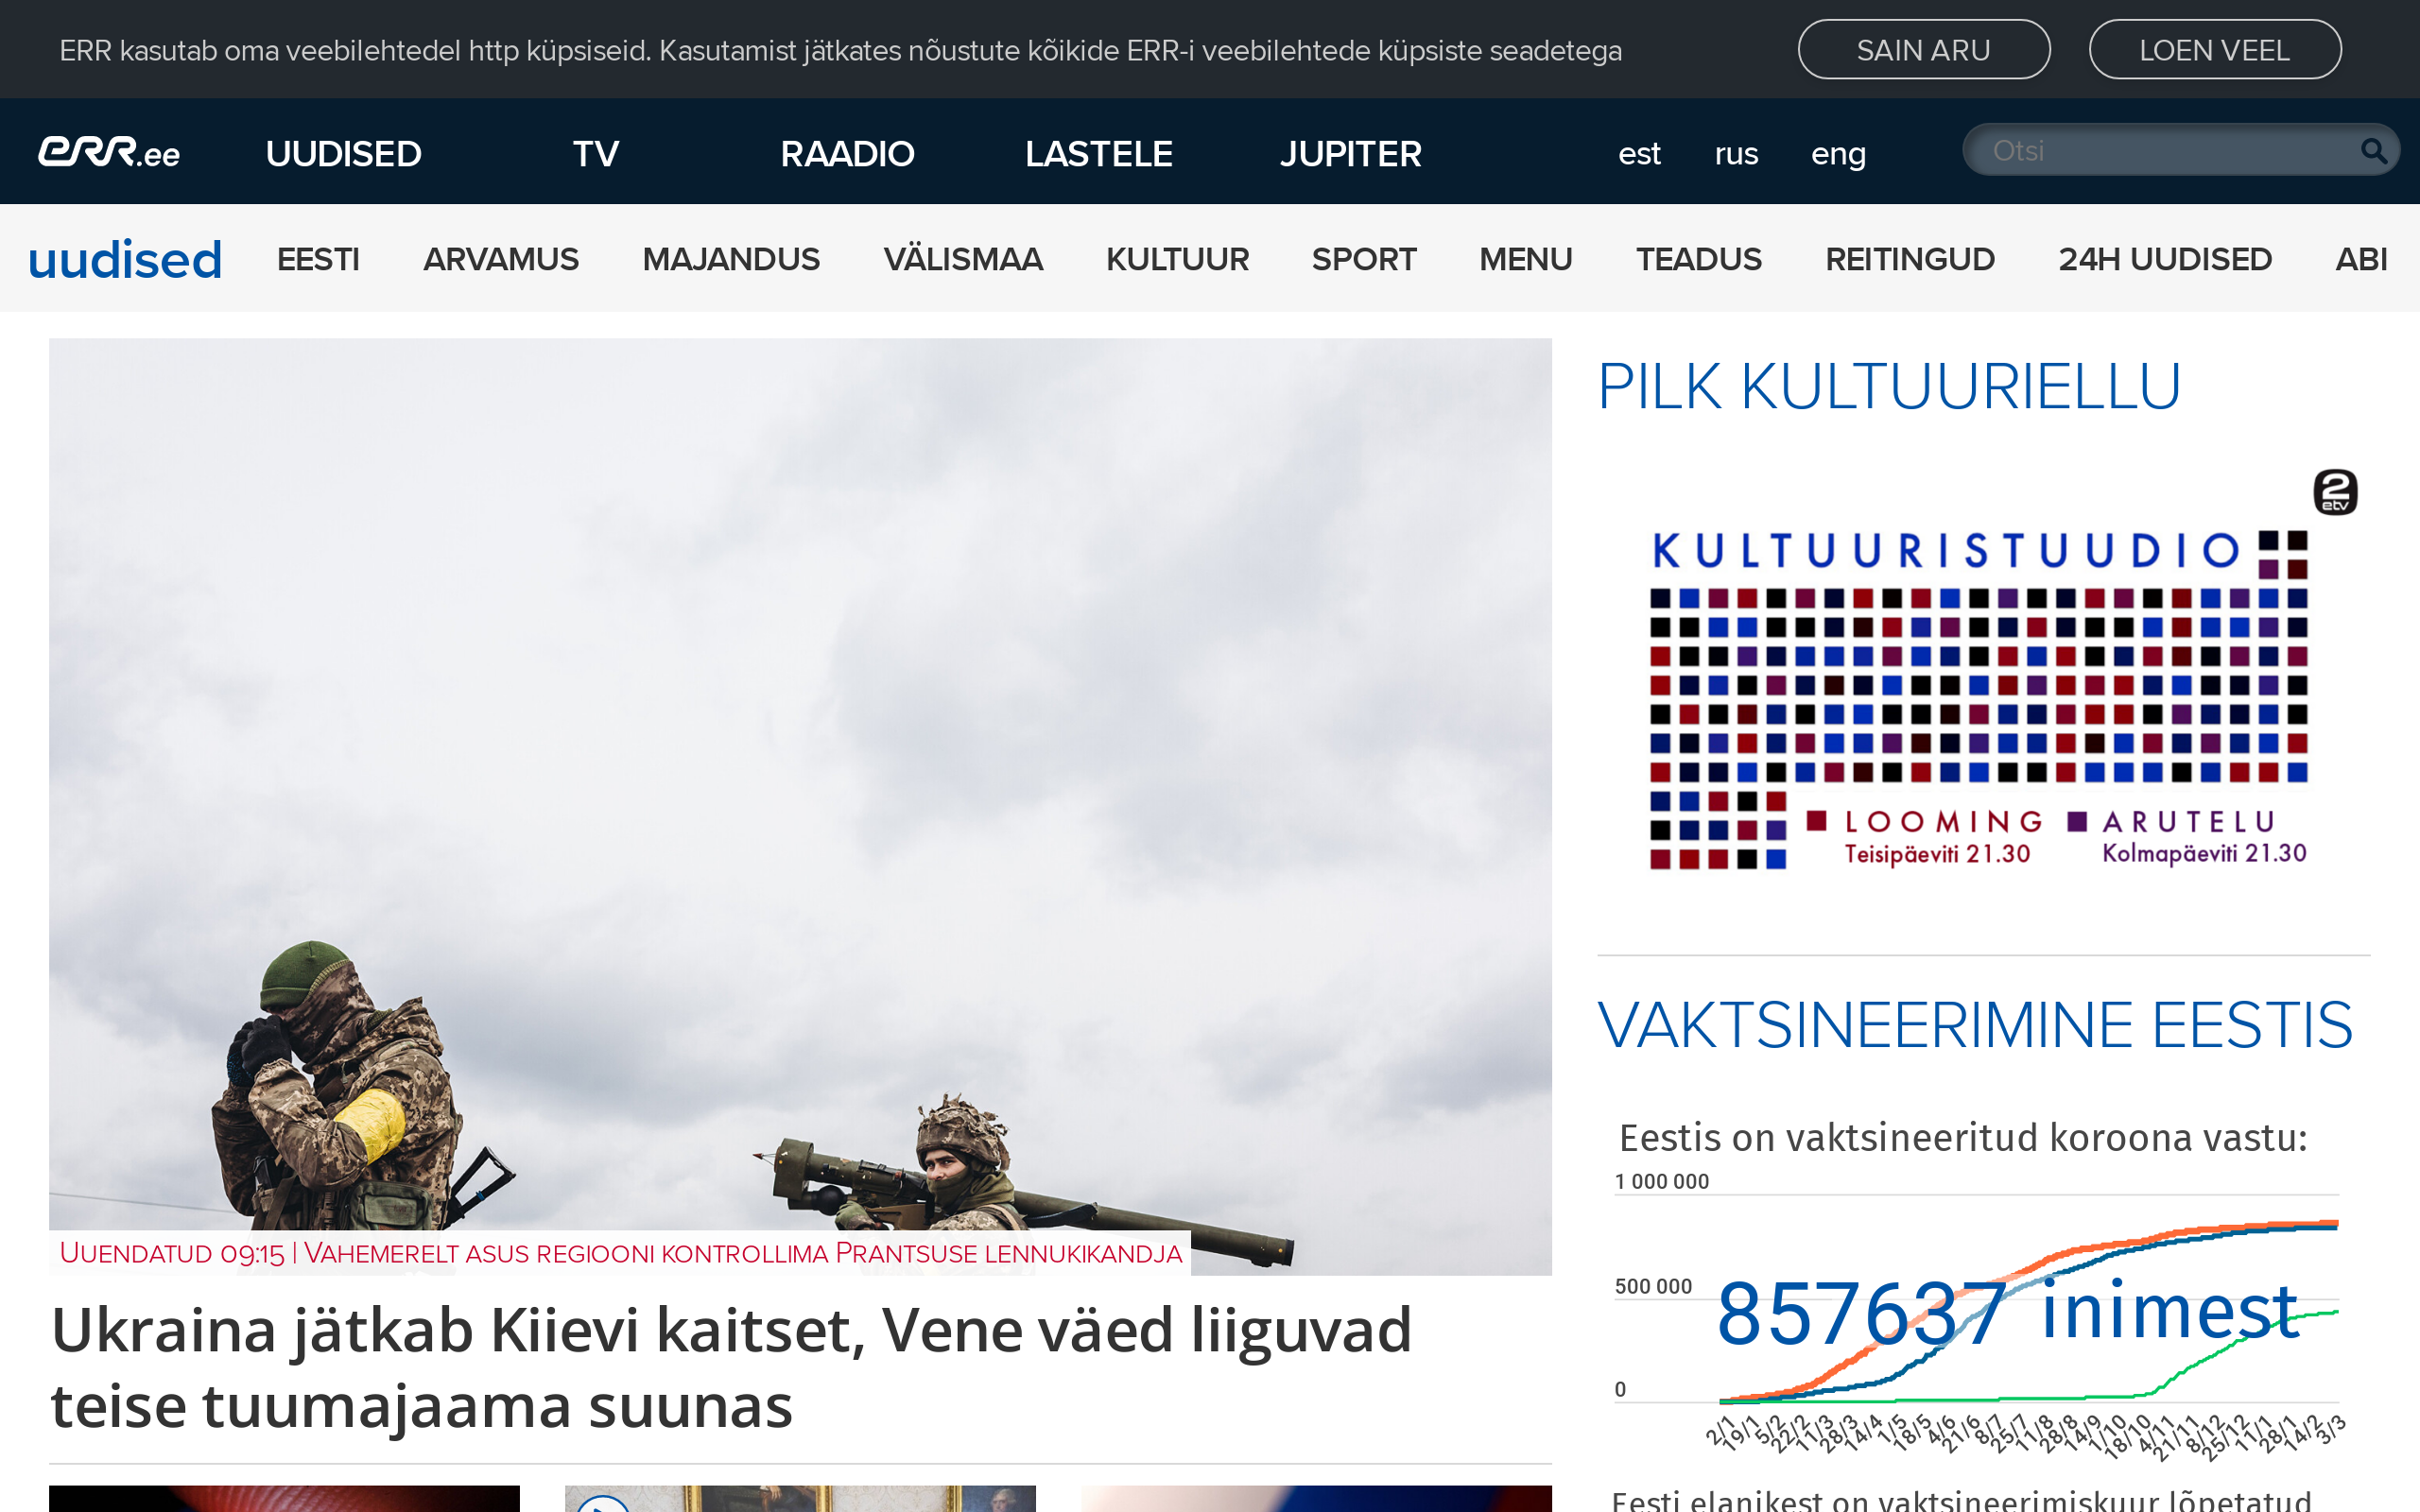 ERR kasutab oma veebilehtedel http küpsiseid. Kasutamist jätkates nõustute kõikide ERR-i veebilehtede küpsiste seadetega
SAIN ARU
LOEN VEEL
err.ee
UUDISED
TV
RAADIO
LASTELE
JUPITER
est
rus
eng
Otsi
uudised
EESTI
ARVAMUS
MAJANDUS
VÄLISMAA
KULTUUR
SPORT
MENU
TEADUS
REITINGUD
24H UUDISED
ABI
UUENDATUD 09:15 | VAHEMERELT ASUS REGIOONI KONTROLLIMA PRANTSUSE LENNUKIKANDJA
Ukraina jätkab Kiievi kaitset, Vene väed liiguvad
teise tuumajaama suunas
PILK KULTUURIELLU
2
etv
KULTUURISTUUDIO
LOOMING
Teisipäeviti 21.30
ARUTELU
Kolmapäeviti 21.30
VAKTSINEERIMINE EESTIS
Eestis on vaktsineeritud koroona vastu:
1 000 000
500 000
857637 inimest
0
2/1 19/1 5/2 22/2 11/3 28/3 14/4 1/5 18/5 4/6 21/6 8/7 25/7 11/8 28/8 14/9 1/10 18/10 4/11 21/11 8/12 25/12 11/1 28/1 14/2 3/3
Eesti elanikest on vaktsineerimiskuur lõpetatud